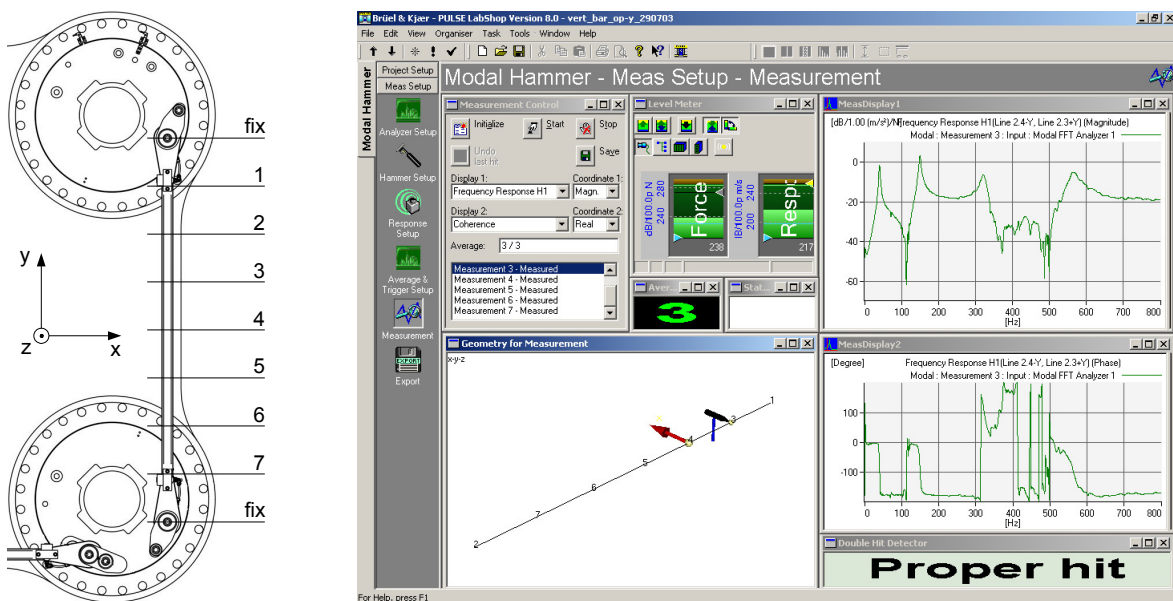 fix
1
2
3
4
5
6
7
fix
y
z
x
Brüel & Kjær - PULSE LabShop Version 8.0 - vert_bar_op-y_290703
File Edit View Organiser Task Tools Window Help
Modal Hammer
Project Setup
Meas Setup
Analyzer Setup
Hammer Setup
Response
Setup
Average &
Trigger Setup
Measurement
EXPORT
Export
Modal Hammer - Meas Setup - Measurement
Measurement Control
Initialize
Start
Stop
Undo
last hit
Save
Display 1:
Coordinate 1:
Frequency Response H1
Magn.
Display 2:
Coordinate 2:
Coherence
Real
Average:
3 / 3
Measurement 3 - Measured
Measurement 4 - Measured
Measurement 5 - Measured
Measurement 6 - Measured
Measurement 7 - Measured
Level Meter
dB/100.0p N
240 280
Force
238
lB/100.0p m/s
200 240
Resp
217
Aver...
3
Stat...
MeasDisplay1
[dB/1.00 (m/s²)/N]
Frequency Response H1(Line 2.4-Y, Line 2.3+Y) (Magnitude)
Modal : Measurement 3 : Input : Modal FFT Analyzer 1
0
-20
-40
-60
0 100 200 300 400 500 600 700 800
[Hz]
Geometry for Measurement
x-y-z
1
3
4
5
6
7
2
MeasDisplay2
[Degree]
Frequency Response H1(Line 2.4-Y, Line 2.3+Y) (Phase)
Modal : Measurement 3 : Input : Modal FFT Analyzer 1
100
0
-100
0 100 200 300 400 500 600 700 800
[Hz]
Double Hit Detector
Proper hit
For Help, press F1